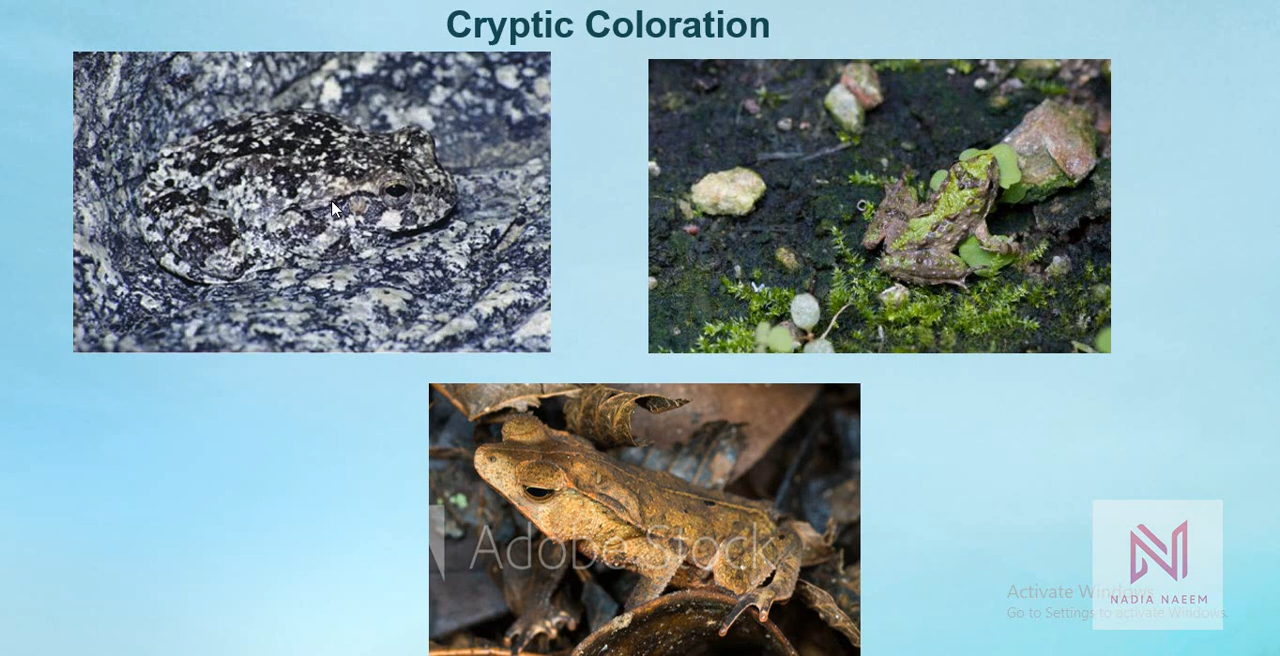 Cryptic Coloration
Adobe Stock
Activate Windows
NADIA NAEEM
Go to Settings to activate Windows.